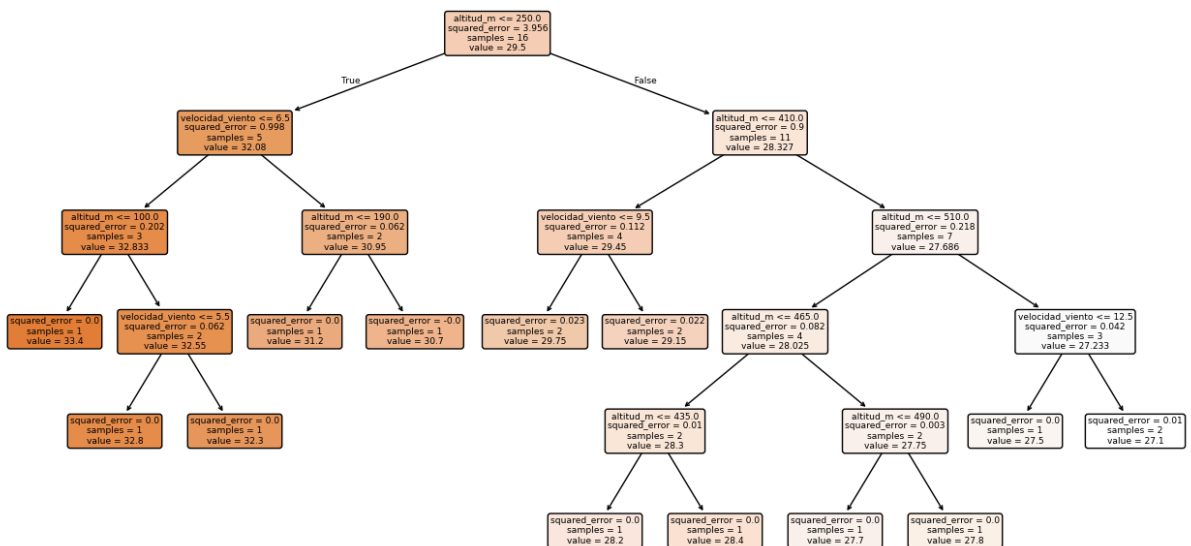 altitud_m <= 250.0
squared_error = 3.956
samples = 16
value = 29.5
True
False
velocidad_viento <= 6.5
squared_error = 0.998
samples = 5
value = 32.08
altitud_m <= 410.0
squared_error = 0.9
samples = 11
value = 28.327
altitud_m <= 100.0
squared_error = 0.202
samples = 3
value = 32.833
altitud_m <= 190.0
squared_error = 0.062
samples = 2
value = 30.95
velocidad_viento <= 9.5
squared_error = 0.112
samples = 4
value = 29.45
altitud_m <= 510.0
squared_error = 0.218
samples = 7
value = 27.686
squared_error = 0.0
samples = 1
value = 33.4
velocidad_viento <= 5.5
squared_error = 0.062
samples = 2
value = 32.55
squared_error = 0.0
samples = 1
value = 31.2
squared_error = -0.0
samples = 1
value = 30.7
squared_error = 0.023
samples = 2
value = 29.75
squared_error = 0.022
samples = 2
value = 29.15
altitud_m <= 465.0
squared_error = 0.082
samples = 4
value = 28.025
velocidad_viento <= 12.5
squared_error = 0.042
samples = 3
value = 27.233
squared_error = 0.0
samples = 1
value = 32.8
squared_error = 0.0
samples = 1
value = 32.3
altitud_m <= 435.0
squared_error = 0.01
samples = 2
value = 28.3
altitud_m <= 490.0
squared_error = 0.003
samples = 2
value = 27.75
squared_error = 0.0
samples = 1
value = 27.5
squared_error = 0.01
samples = 2
value = 27.1
squared_error = 0.0
samples = 1
value = 28.2
squared_error = 0.0
samples = 1
value = 28.4
squared_error = 0.0
samples = 1
value = 27.7
squared_error = 0.0
samples = 1
value = 27.8